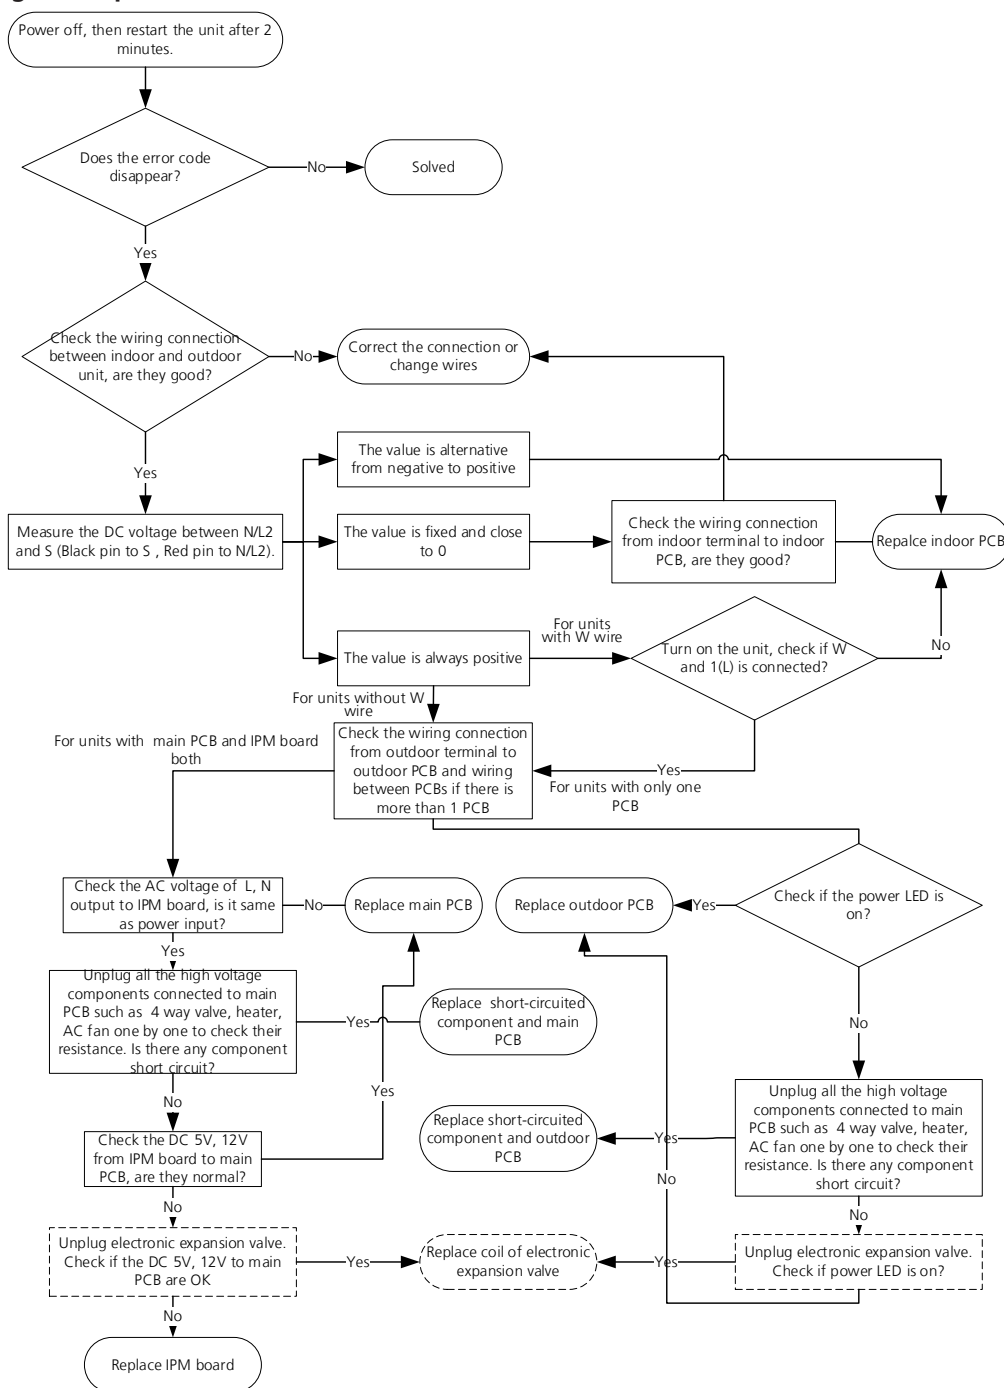 Power off, then restart the unit after 2
minutes.
Does the error code
disappear?
No
Solved
Yes
Check the wiring connection
between indoor and outdoor
unit, are they good?
No
Correct the connection or
change wires
Yes
The value is alternative
from negative to positive
Measure the DC voltage between N/L2
and S (Black pin to S , Red pin to N/L2).
The value is fixed and close
to 0
Check the wiring connection
from indoor terminal to indoor
PCB, are they good?
Repalce indoor PCB
The value is always positive
For units
with W wire
Turn on the unit, check if W
and 1(L) is connected?
No
For units without W
wire
For units with  main PCB and IPM board
both
Check the wiring connection
from outdoor terminal to
outdoor PCB and wiring
between PCBs if there is
more than 1 PCB
Yes
For units with only one
PCB
Check the AC voltage of  L, N
output to IPM board, is it same
as power input?
No
Replace main PCB
Replace outdoor PCB
Yes
Check if the power LED is
on?
Yes
Unplug all the high voltage
components connected to main
PCB such as  4 way valve, heater,
AC fan one by one to check their
resistance. Is there any component
short circuit?
Yes
Replace  short-circuited
component and main
PCB
No
No
Yes
Check the DC 5V, 12V
from IPM board to main
PCB, are they normal?
Replace short-circuited
component and outdoor
PCB
Yes
Unplug all the high voltage
components connected to main
PCB such as  4 way valve, heater,
AC fan one by one to check their
resistance. Is there any component
short circuit?
No
No
No
Unplug electronic expansion valve.
Check if the DC 5V, 12V to main
PCB are OK
Yes
Replace coil of electronic
expansion valve
Yes
Unplug electronic expansion valve.
Check if power LED is on?
No
Replace IPM board